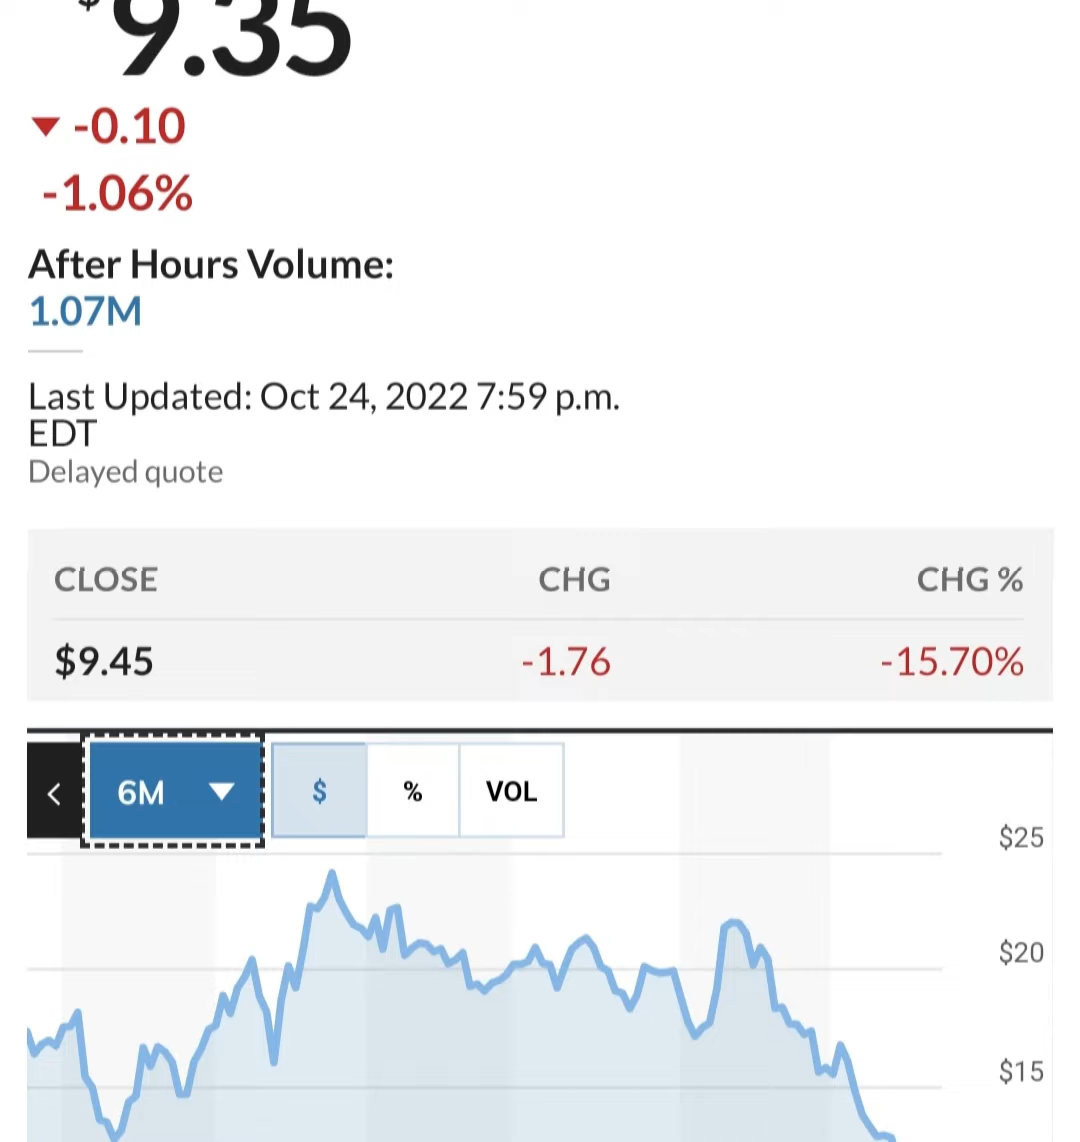 $9.35
-0.10
-1.06%
After Hours Volume:
1.07M
Last Updated: Oct 24, 2022 7:59 p.m.
EDT
Delayed quote
CLOSE CHG CHG %
$9.45 -1.76 -15.70%
< 6M $ % VOL
$25
$20
$15